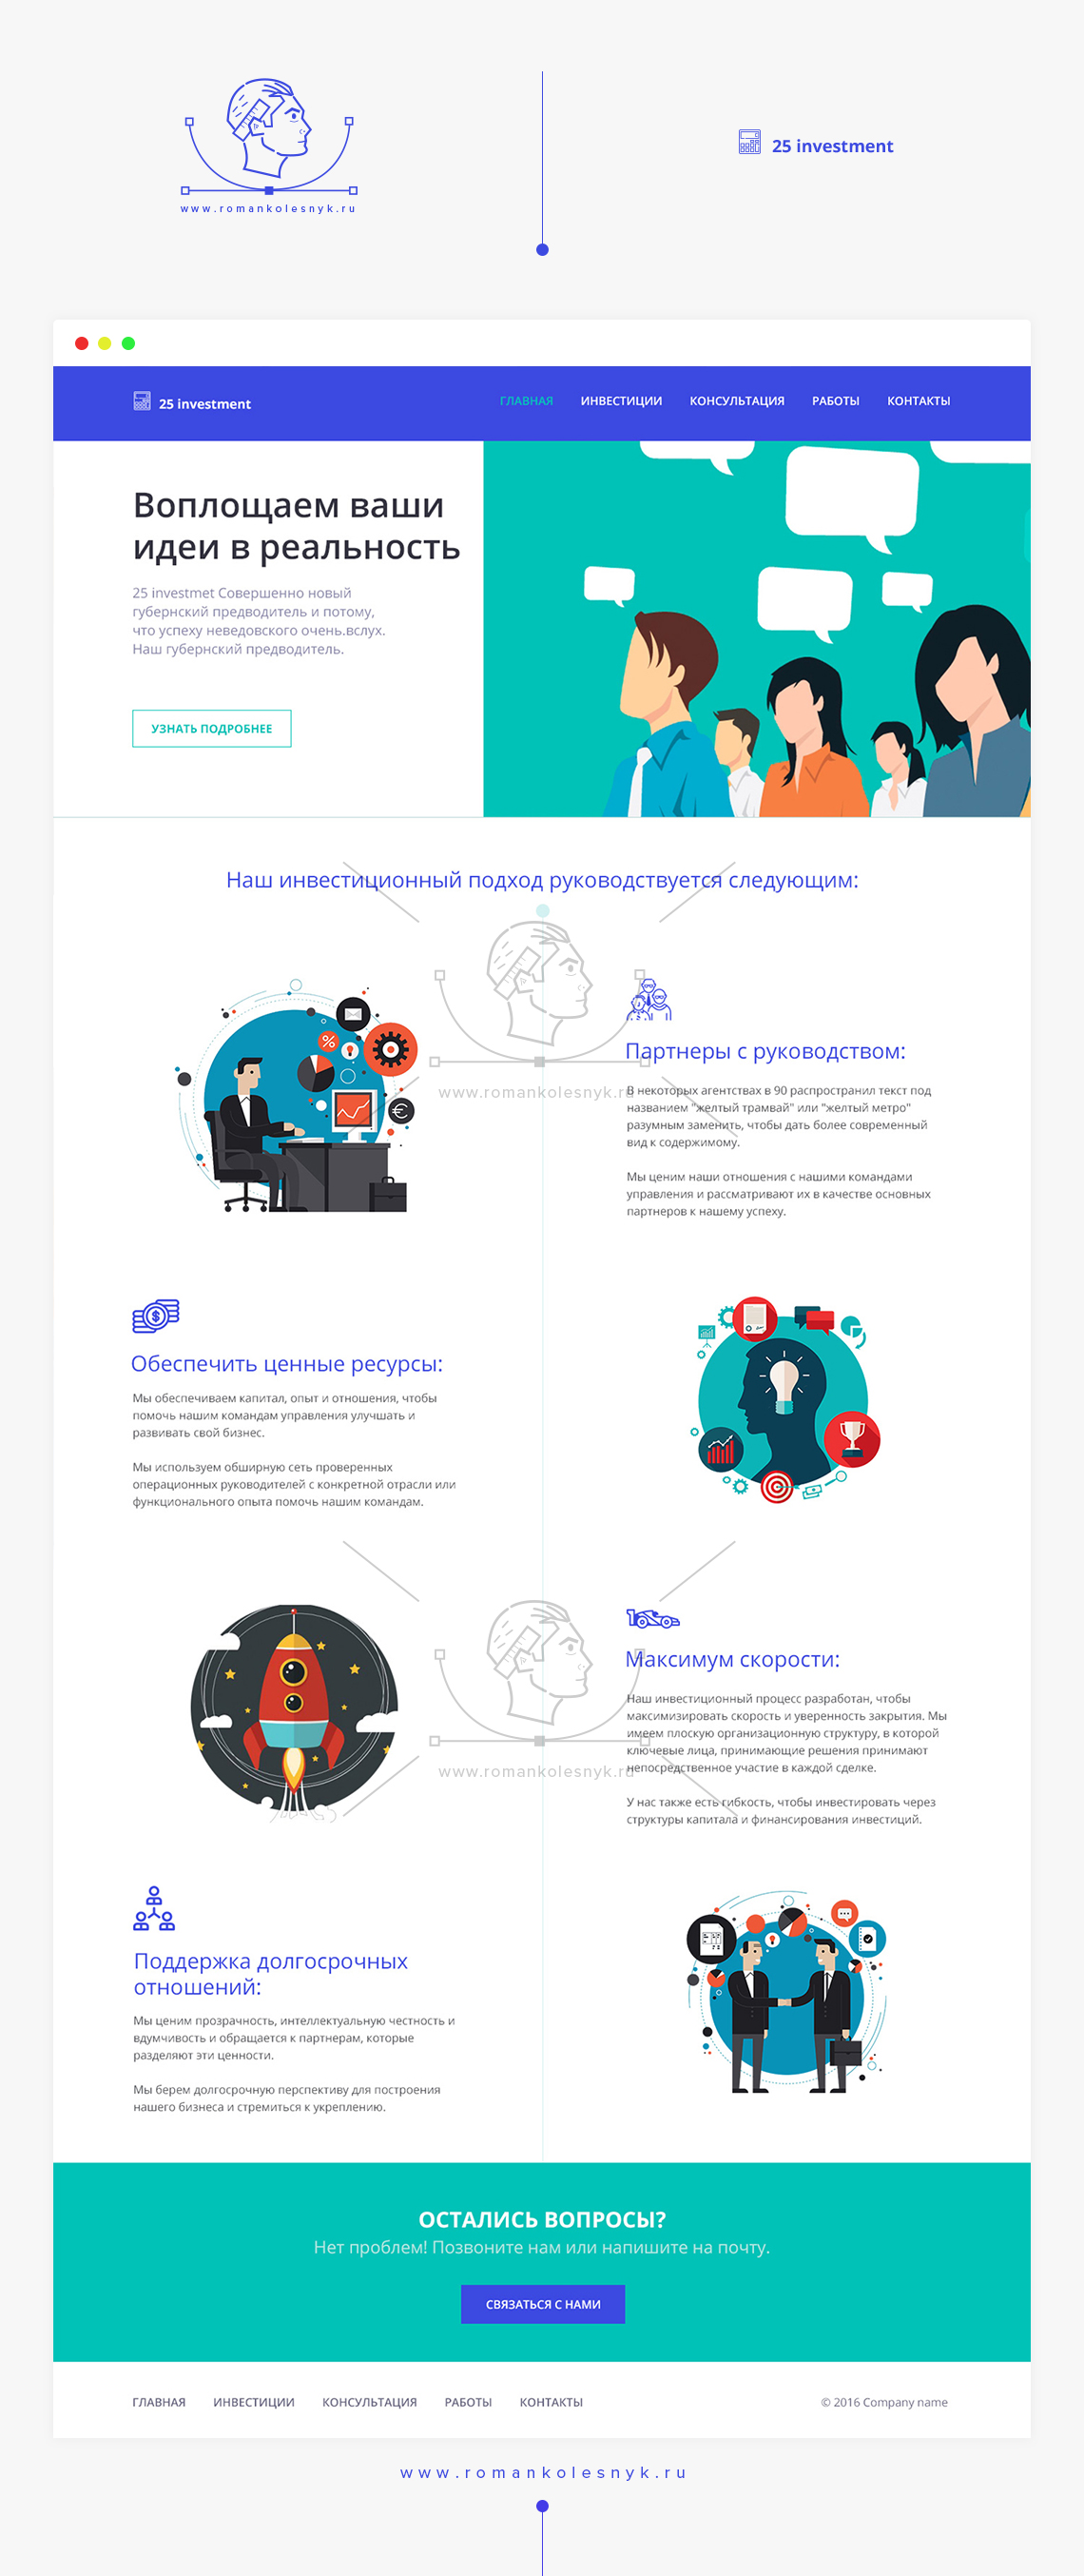 www.romankolesnyk.ru
25 investment
25 investment
ГЛАВНАЯ ИНВЕСТИЦИИ КОНСУЛЬТАЦИЯ РАБОТЫ КОНТАКТЫ
Воплощаем ваши
идеи в реальность
25 investmet Совершенно новый
губернский предводитель и потому,
что успеху неведовского очень.вслух.
Наш губернский предводитель.
УЗНАТЬ ПОДРОБНЕЕ
Наш инвестиционный подход руководствуется следующим:
www.romankolesnyk.ru
Партнеры с руководством:
В некоторых агентствах в 90 распространил текст под
названием "желтый трамвай" или "желтый метро"
разумным заменить, чтобы дать более современный
вид к содержимому.
Мы ценим наши отношения с нашими командами
управления и рассматривают их в качестве основных
партнеров к нашему успеху.
Обеспечить ценные ресурсы:
Мы обеспечиваем капитал, опыт и отношения, чтобы
помочь нашим командам управления улучшать и
развивать свой бизнес.
Мы используем обширную сеть проверенных
операционных руководителей с конкретной отрасли или
функционального опыта помочь нашим командам.
www.romankolesnyk.ru
Максимум скорости:
Наш инвестиционный процесс разработан, чтобы
максимизировать скорость и уверенность закрытия. Мы
имеем плоскую организационную структуру, в которой
ключевые лица, принимающие решения принимают
непосредственное участие в каждой сделке.
У нас также есть гибкость, чтобы инвестировать через
структуры капитала и финансирования инвестиций.
Поддержка долгосрочных
отношений:
Мы ценим прозрачность, интеллектуальную честность и
вдумчивость и обращается к партнерам, которые
разделяют эти ценности.
Мы берем долгосрочную перспективу для построения
нашего бизнеса и стремиться к укреплению.
ОСТАЛИСЬ ВОПРОСЫ?
Нет проблем! Позвоните нам или напишите на почту.
СВЯЗАТЬСЯ С НАМИ
ГЛАВНАЯ ИНВЕСТИЦИИ КОНСУЛЬТАЦИЯ РАБОТЫ КОНТАКТЫ © 2016 Company name
www.romankolesnyk.ru